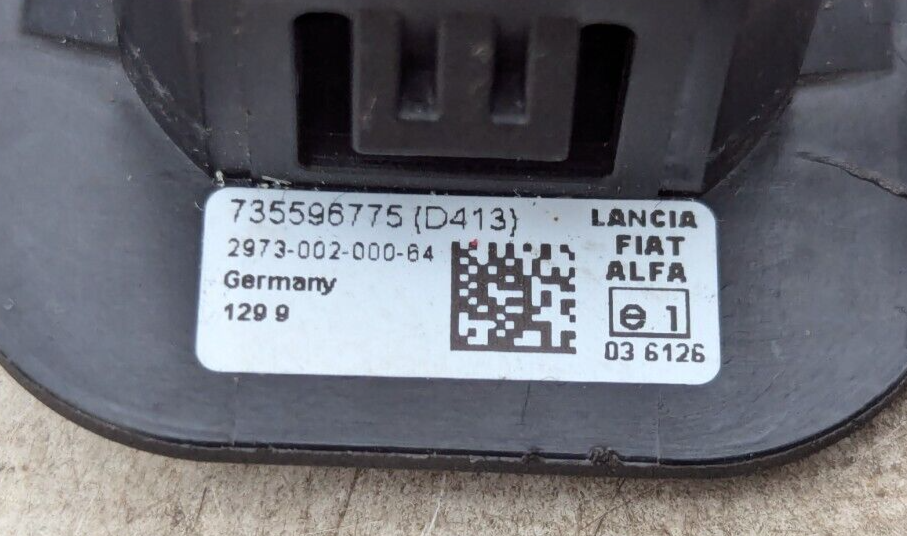 735596775 (D413)
2973-002-000-64
Germany
129 9
LANCIA
FIAT
ALFA
e 1
03 6126